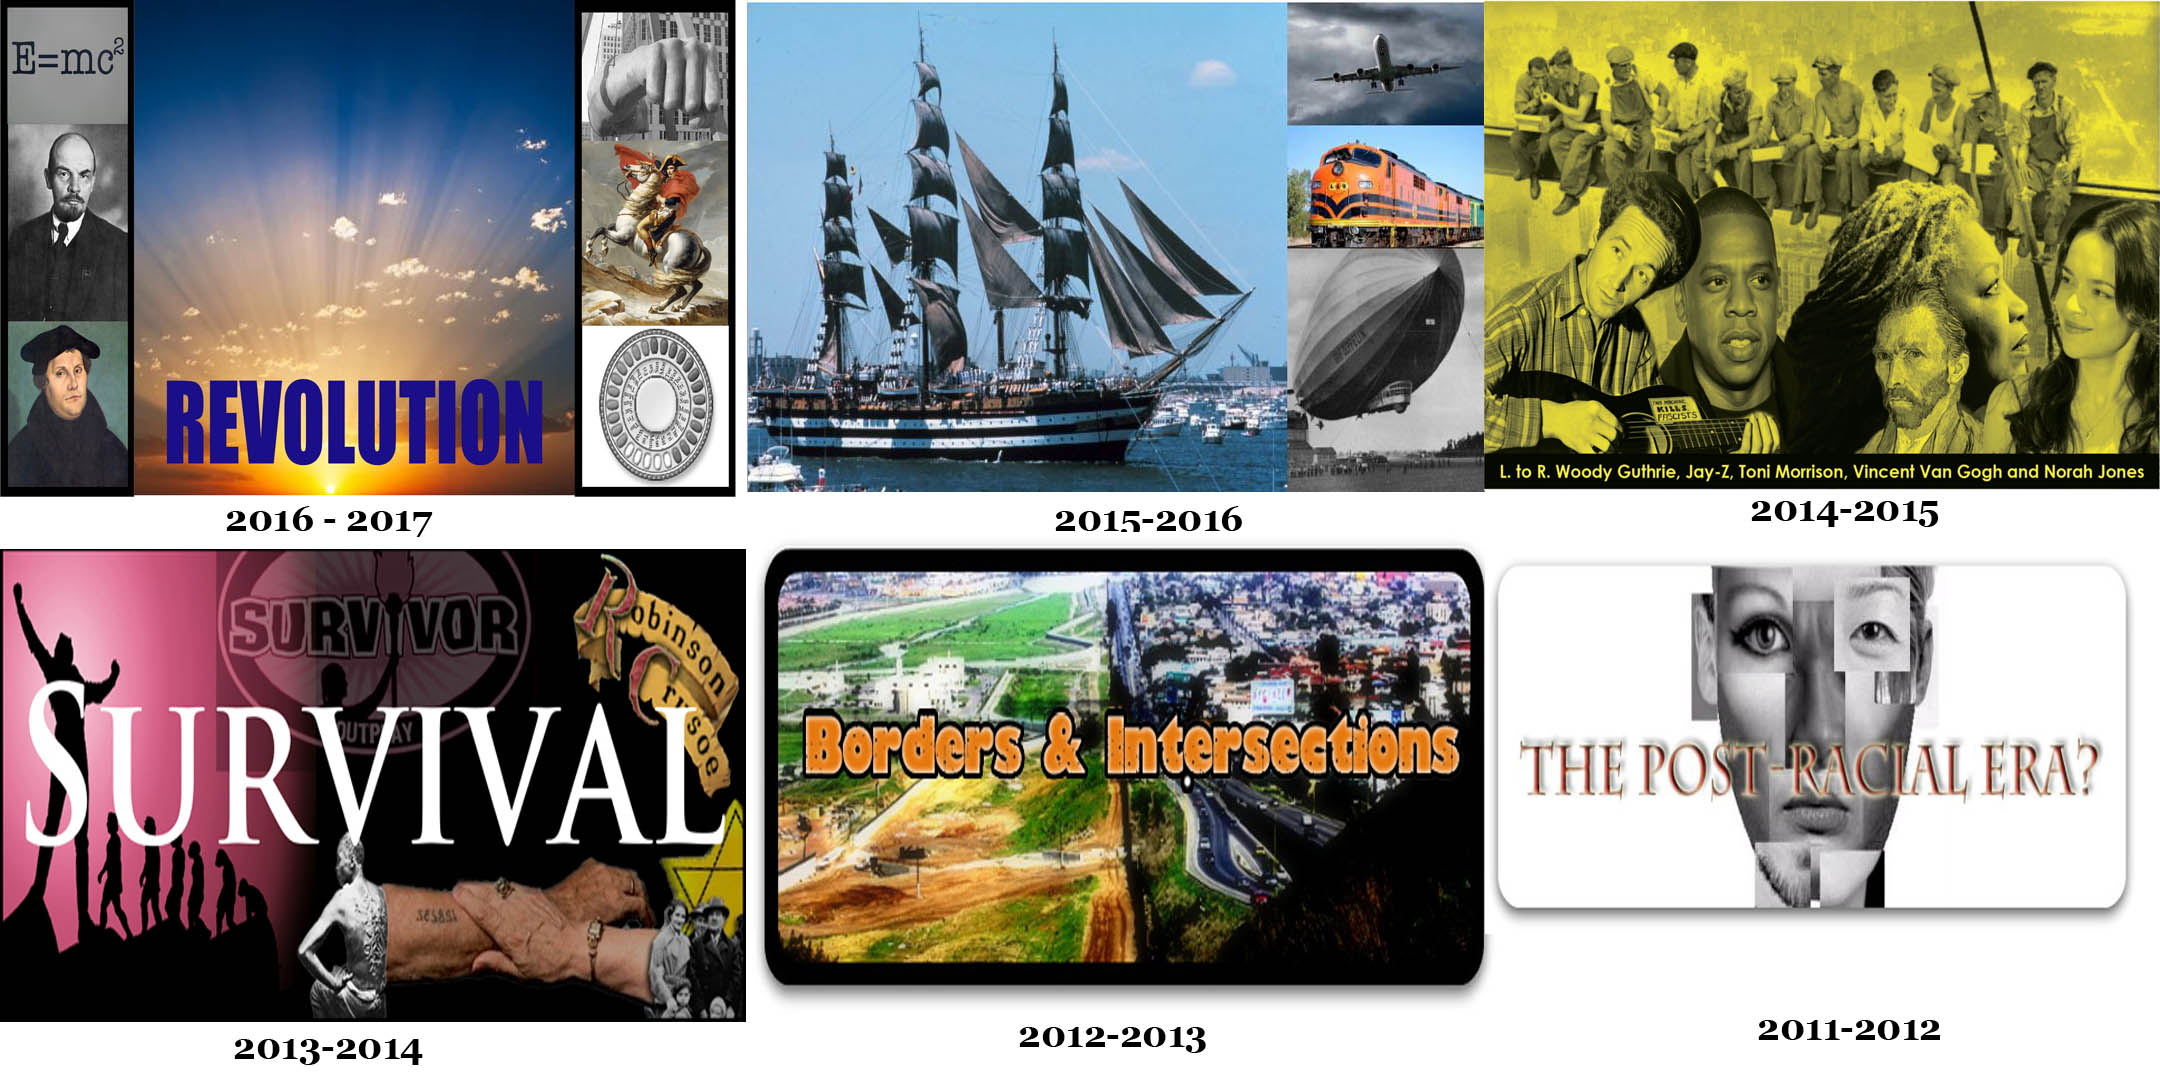 E=mc²
REVOLUTION
2016 - 2017
2015-2016
THIS MACHINE
KILLS
FASCISTS
L. to R. Woody Guthrie, Jay-Z, Toni Morrison, Vincent Van Gogh and Norah Jones
2014-2015
SURVIVOR
OUTPLAY
Robinson
Crusoe
SURVIVAL
2013-2014
Borders & Intersections
2012-2013
THE POST-RACIAL ERA?
2011-2012